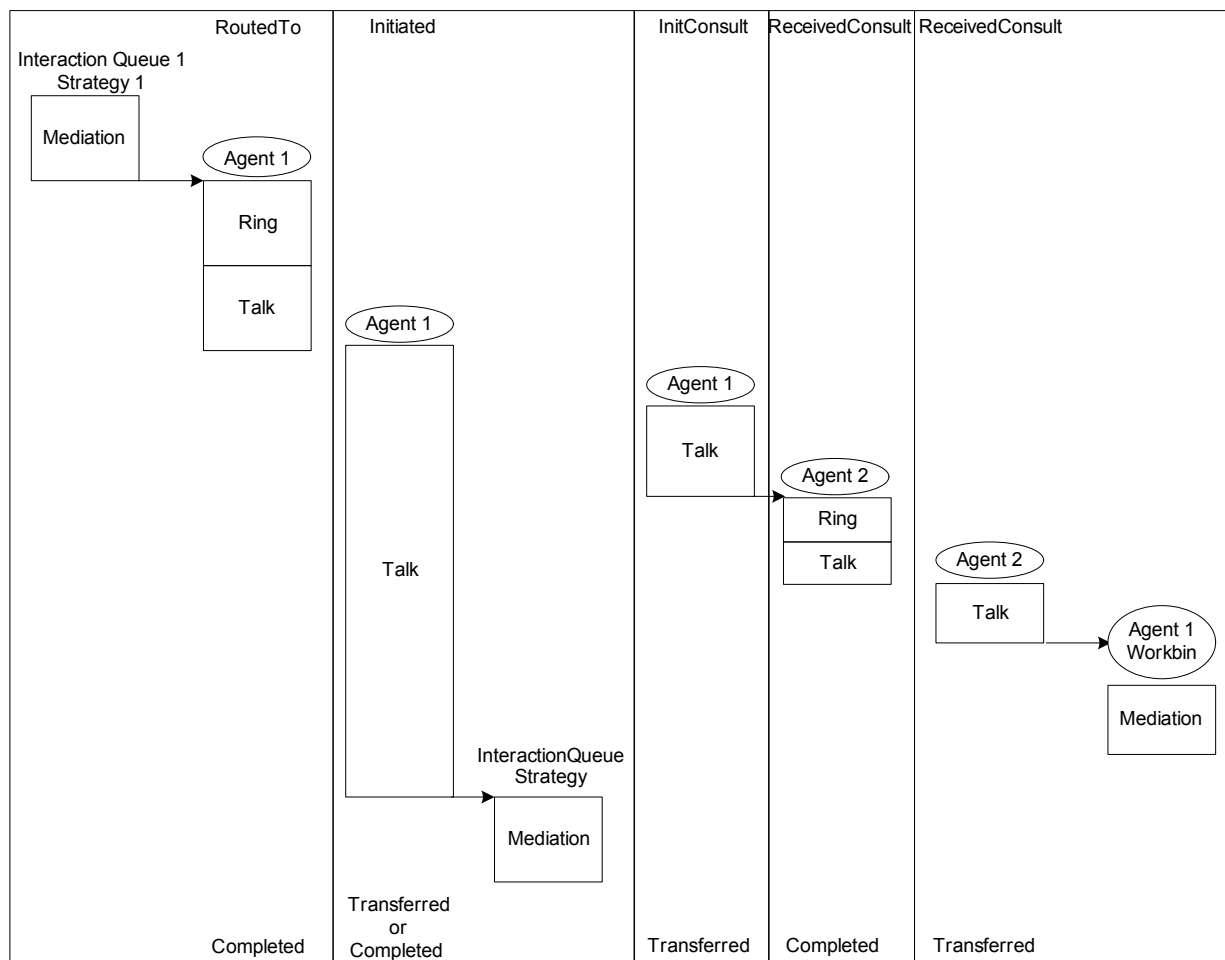 RoutedTo
Initiated
InitConsult
ReceivedConsult
ReceivedConsult
Interaction Queue 1
Strategy 1
Mediation
Agent 1
Ring
Talk
Agent 1
Talk
InteractionQueue
Strategy
Mediation
Agent 1
Talk
Agent 2
Ring
Talk
Agent 2
Talk
Agent 1
Workbin
Mediation
Completed
Transferred
or
Completed
Transferred
Completed
Transferred